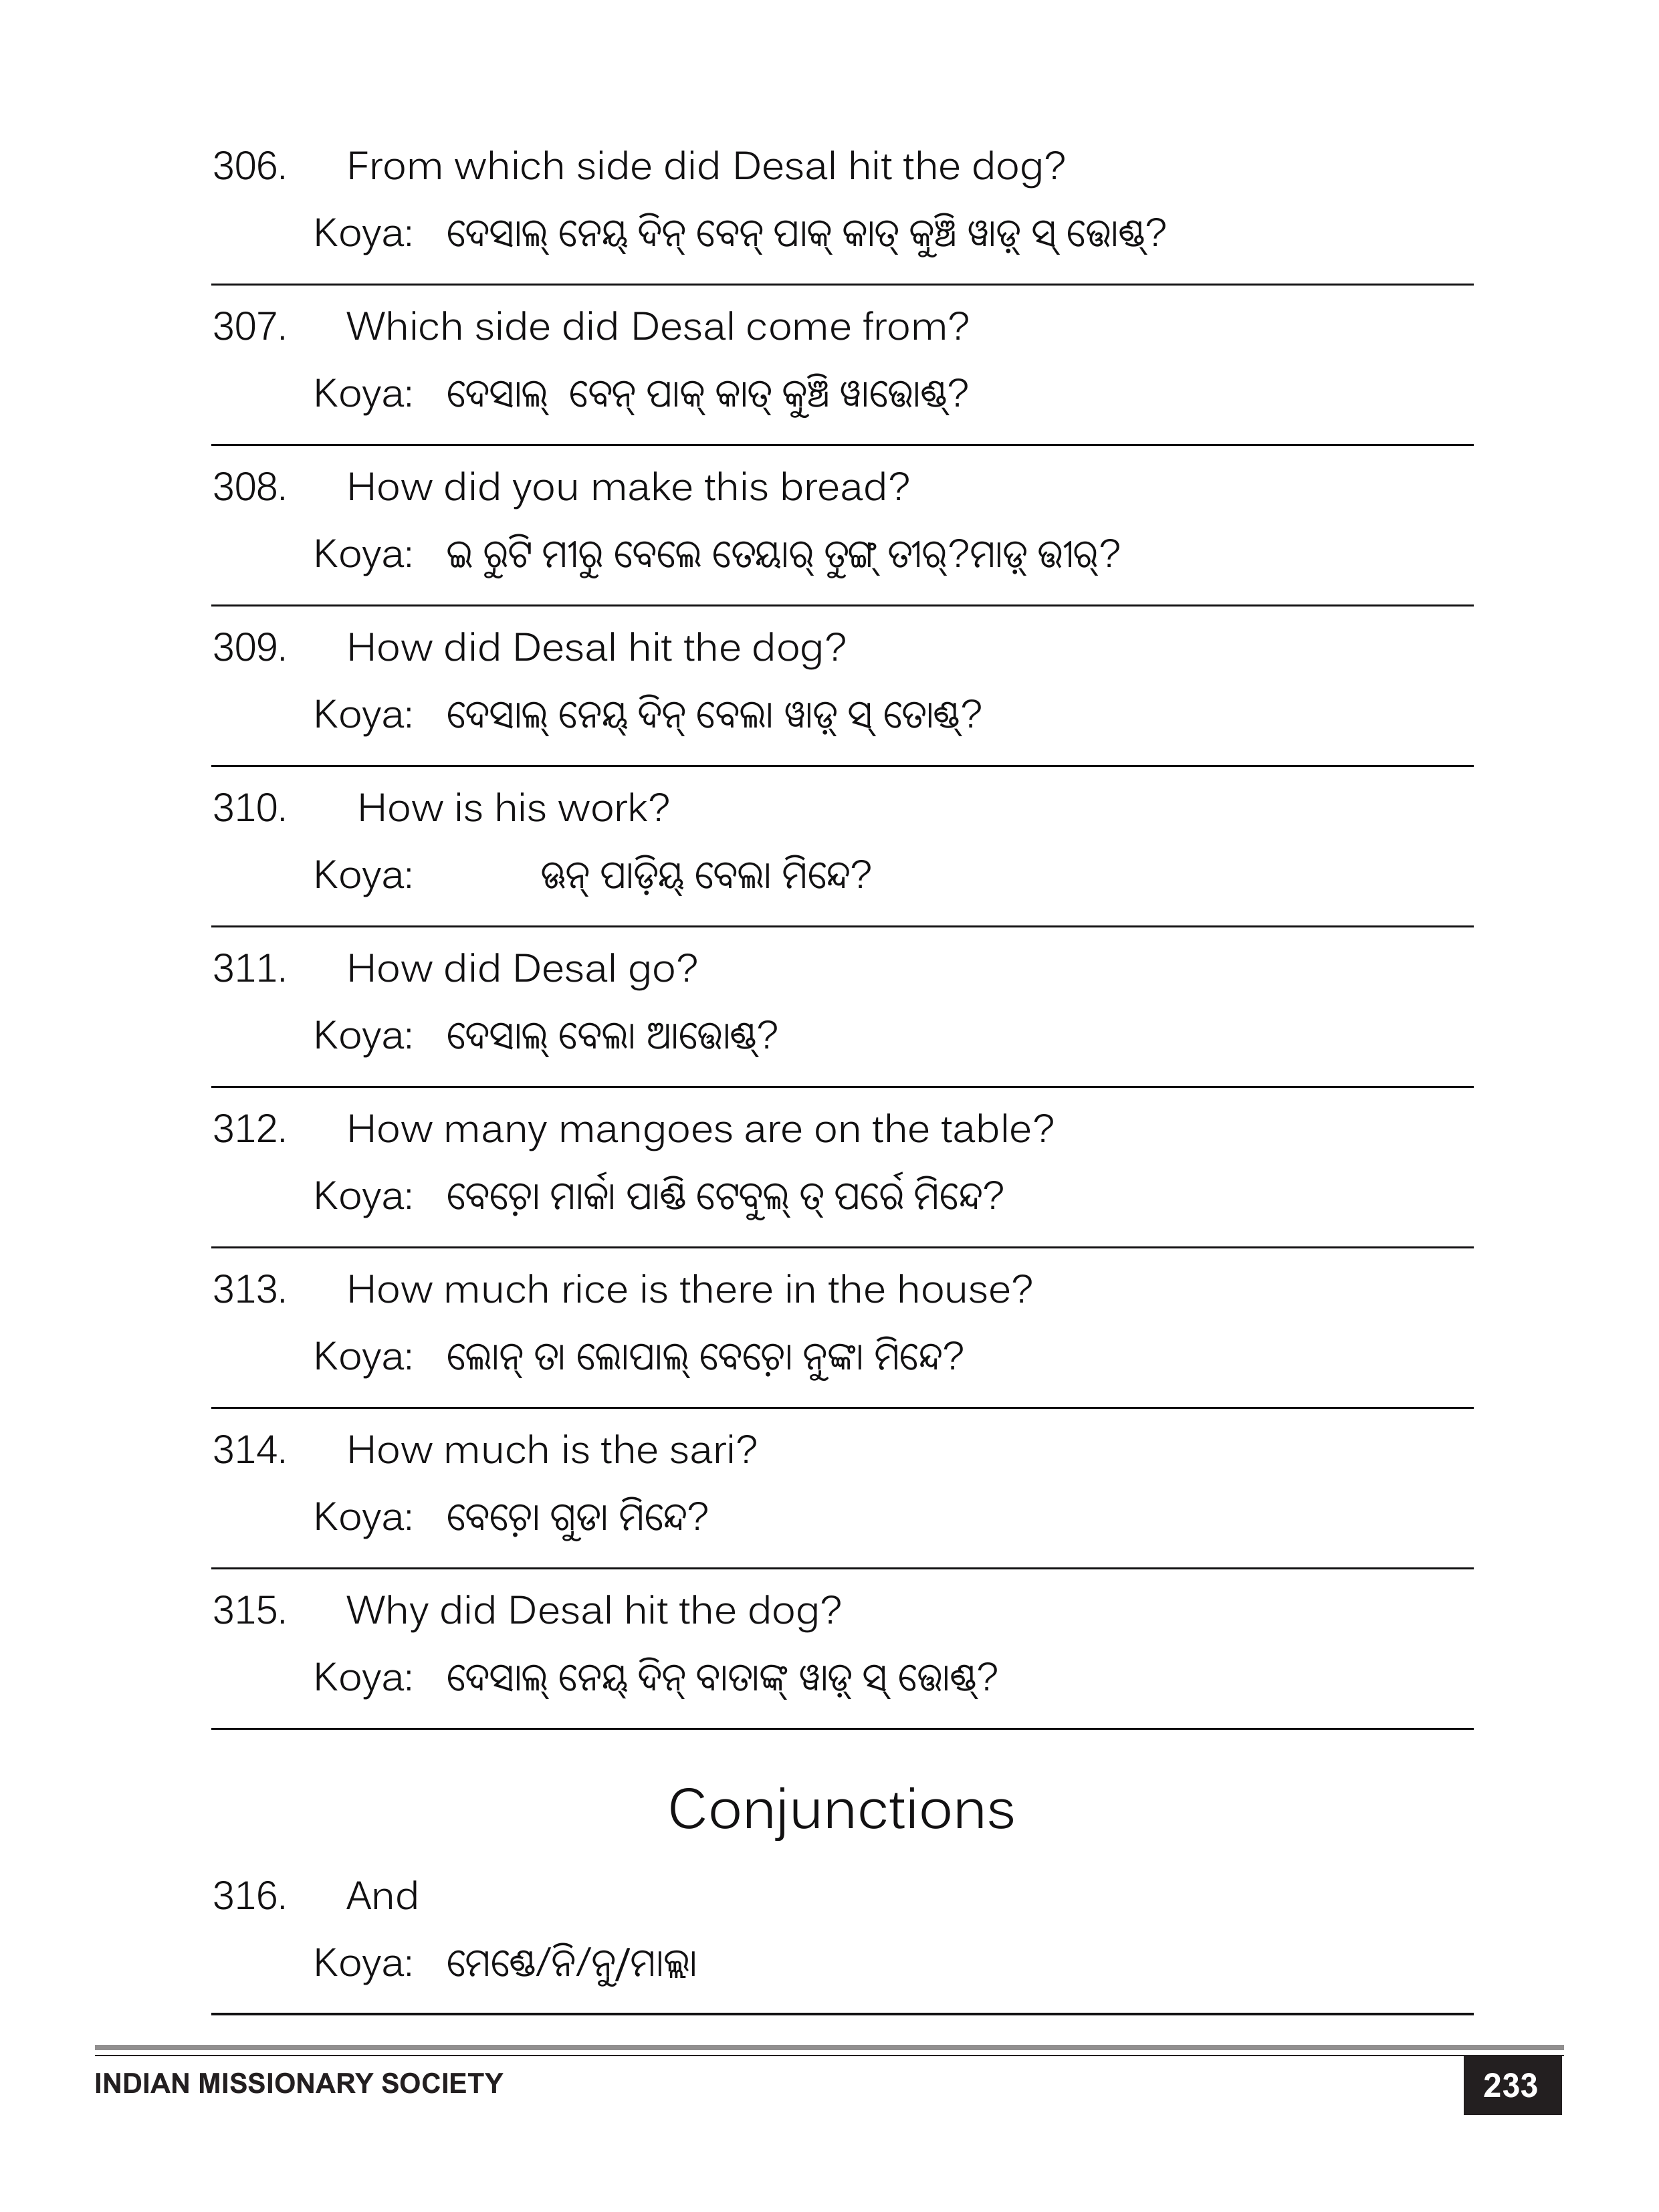 306. From which side did Desal hit the dog?
Koya: ଦେସାଲ୍ ନେୟ୍ ଦିନ୍ ବେନ୍ ପାକ୍ କାତ୍ କୁଞ୍ଚି ୱାଡ଼୍ ସ୍ ତ୍ତୋଣ୍ଡ୍?
307. Which side did Desal come from?
Koya: ଦେସାଲ୍ ବେନ୍ ପାକ୍ କାତ୍ କୁଞ୍ଚି ୱାତ୍ତୋଣ୍ଡ୍?
308. How did you make this bread?
Koya: ଇ ରୁଟି ମୀରୁ ବେଲେ ତେୟାର୍ ତୁଙ୍ଗ୍ ତୀର୍?ମାଡ଼୍ ତ୍ତୀର୍?
309. How did Desal hit the dog?
Koya: ଦେସାଲ୍ ନେୟ୍ ଦିନ୍ ବେଲା ୱାଡ଼୍ ସ୍ ତୋଣ୍ଡ୍?
310. How is his work?
Koya: ଊନ୍ ପାଡ଼ିୟ୍ ବେଲା ମିନ୍ଦେ?
311. How did Desal go?
Koya: ଦେସାଲ୍ ବେଲା ଆତ୍ତୋଣ୍ଡ୍?
312. How many mangoes are on the table?
Koya: ବେଚ଼ୋ ମାର୍କା ପାଣ୍ଡି ଟେବୁଲ୍ ତ୍ ପର୍ରେ ମିନ୍ଦେ?
313. How much rice is there in the house?
Koya: ଲୋନ୍ ତା ଲୋପାଲ୍ ବେଚ଼ୋ ନୁଙ୍କା ମିନ୍ଦେ?
314. How much is the sari?
Koya: ବେଚ଼ୋ ଗୁଡା ମିନ୍ଦେ?
315. Why did Desal hit the dog?
Koya: ଦେସାଲ୍ ନେୟ୍ ଦିନ୍ ବାତାଙ୍କ୍ ୱାଡ଼୍ ସ୍ ତ୍ତୋଣ୍ଡ୍?
Conjunctions
316. And
Koya: ମେଣ୍ଡେ/ନି/ନୁ/ମାଲ୍ଲା
INDIAN MISSIONARY SOCIETY 233